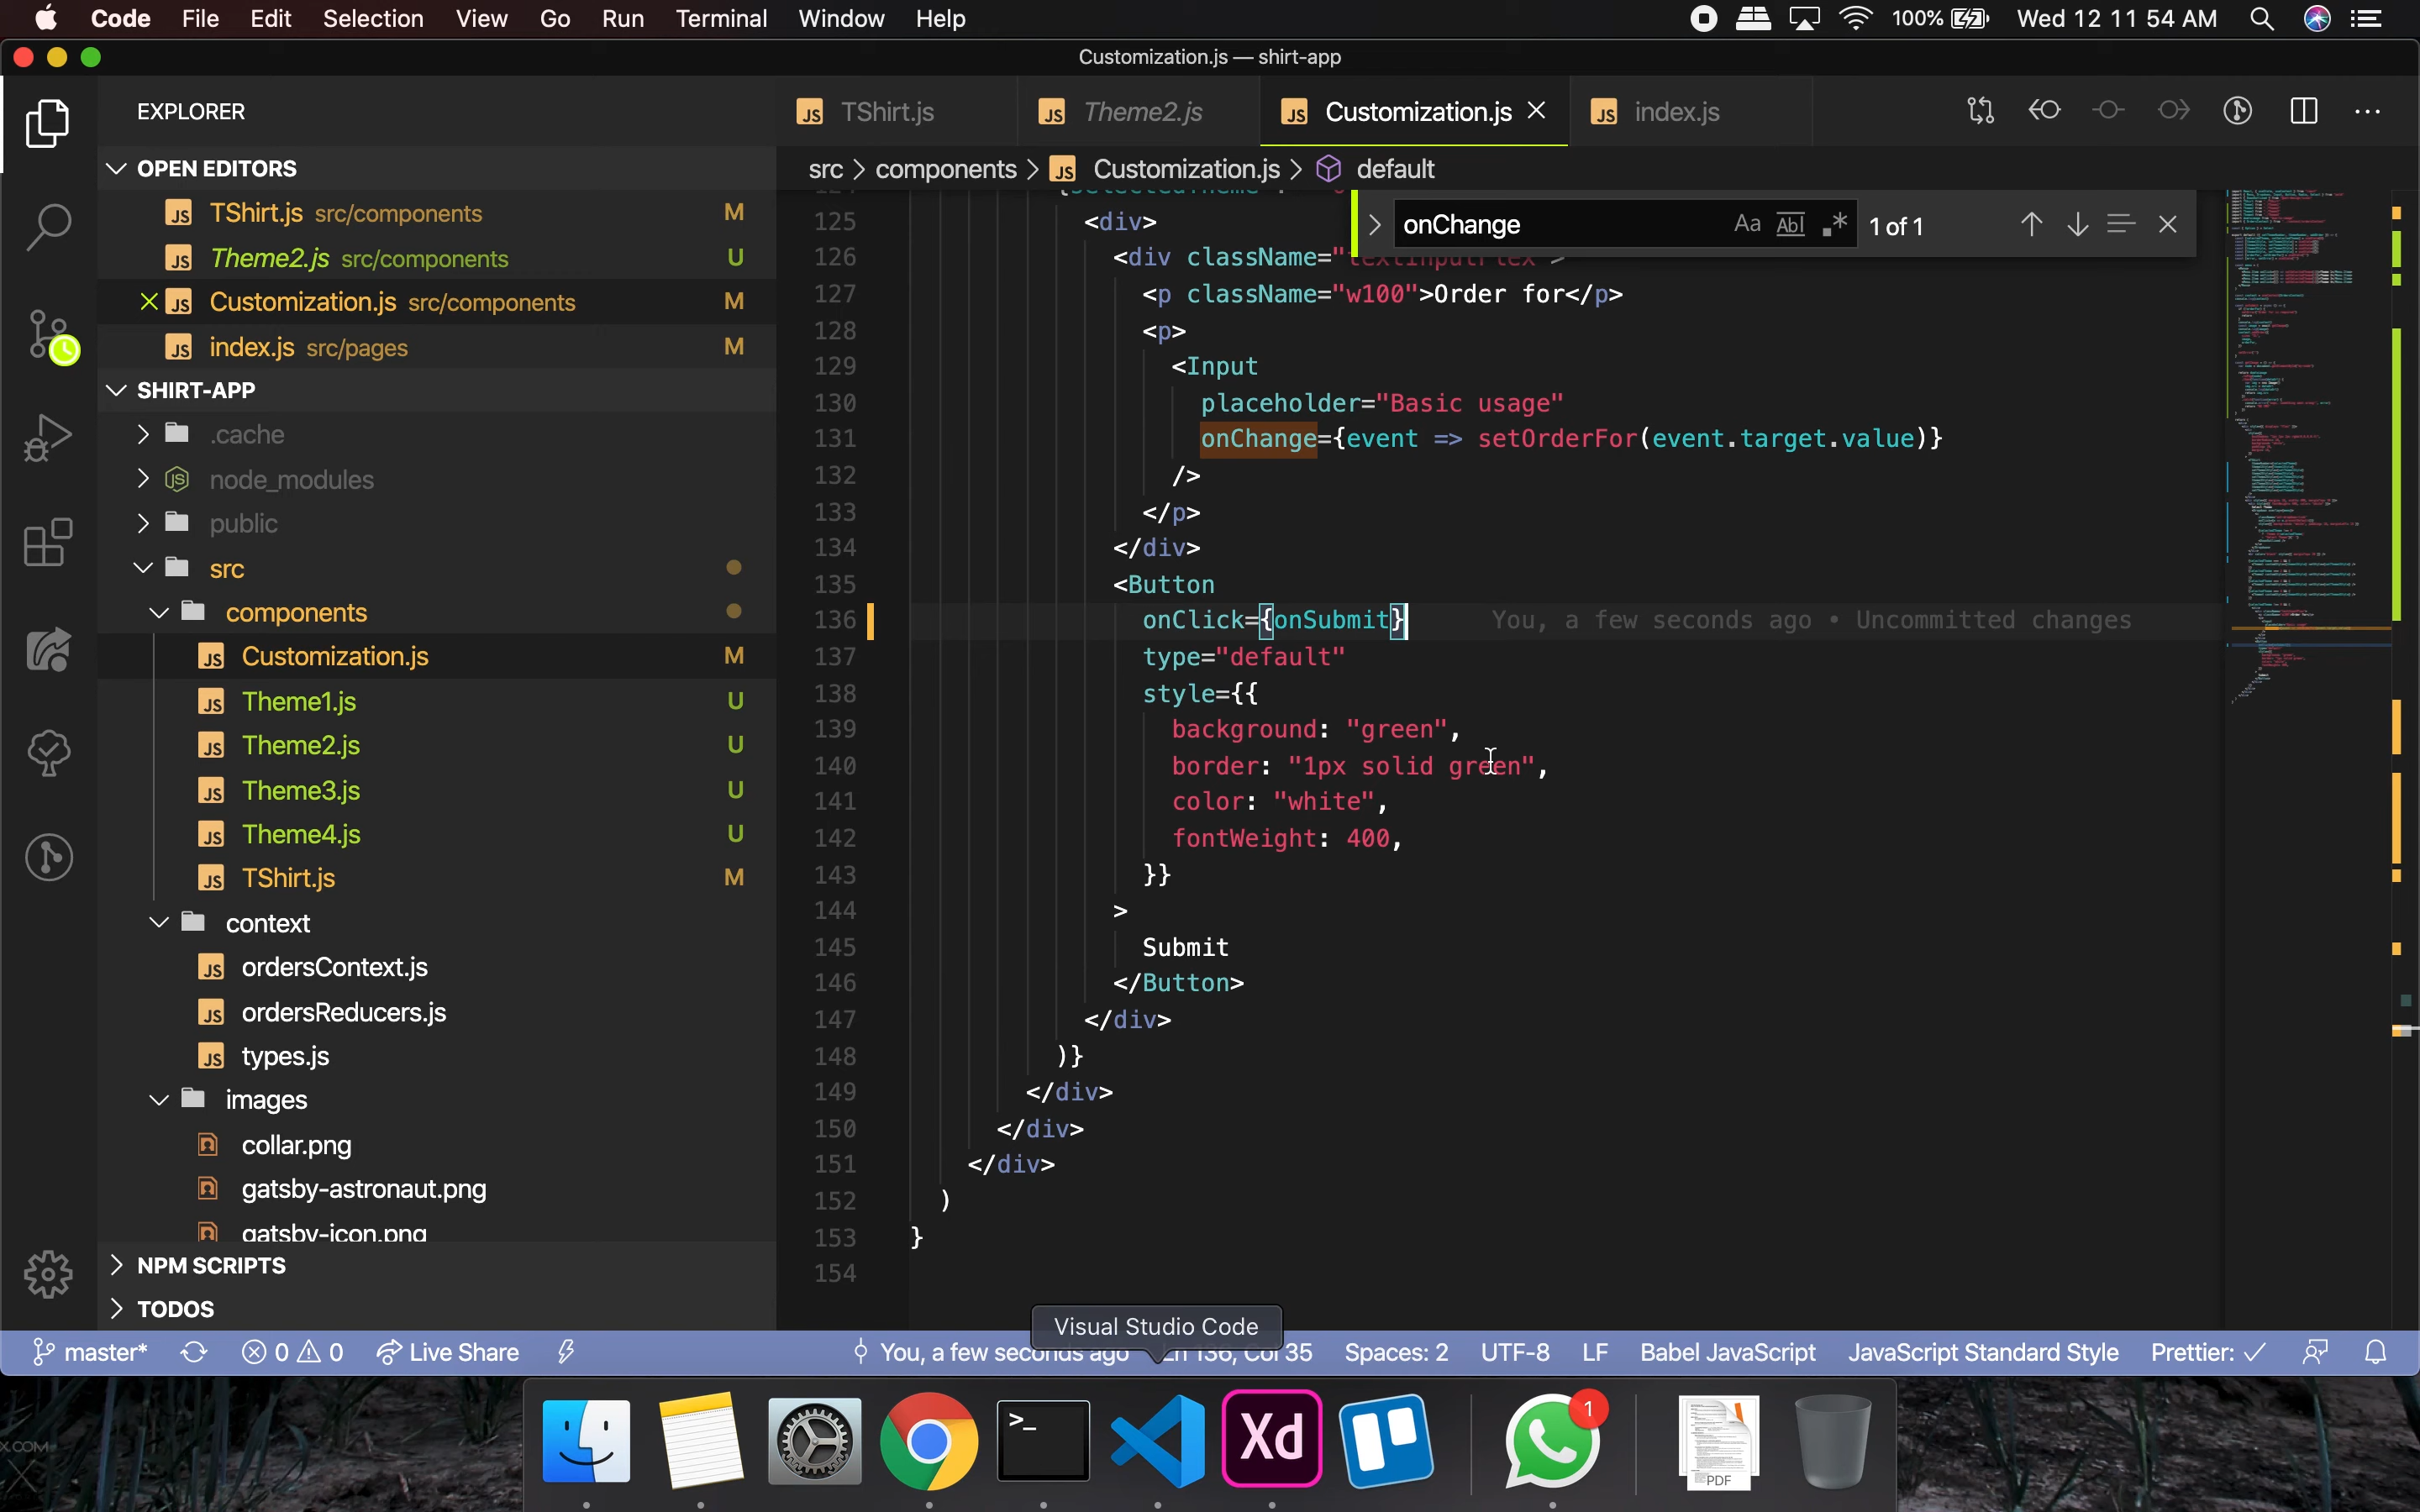 Code File Edit Selection View Go Run Terminal Window Help 100% Wed 12 11 54 AM
Customization.js — shirt-app
EXPLORER
OPEN EDITORS
TShirt.js src/components M
Theme2.js src/components U
Customization.js src/components M
index.js src/pages M
SHIRT-APP
.cache
node_modules
public
src
components
Customization.js M
Theme1.js U
Theme2.js U
Theme3.js U
Theme4.js U
TShirt.js M
context
ordersContext.js
ordersReducers.js
types.js
images
collar.png
gatsby-astronaut.png
gatsby-icon.png
NPM SCRIPTS
TODOS
TShirt.js Theme2.js Customization.js index.js
src > components > Customization.js > default
onChange Aa Abl .* 1 of 1
125 <div>
126 <div className="textInputFlex">
127 <p className="w100">Order for</p>
128 <p>
129 <Input
130 placeholder="Basic usage"
131 onChange={event => setOrderFor(event.target.value)}
132 />
133 </p>
134 </div>
135 <Button
136 onClick={onSubmit} You, a few seconds ago • Uncommitted changes
137 type="default"
138 style={{
139 background: "green",
140 border: "1px solid green",
141 color: "white",
142 fontWeight: 400,
143 }}
144 >
145 Submit
146 </Button>
147 </div>
148 )}
149 </div>
150 </div>
151 </div>
152 )
153 }
154
Visual Studio Code
master* 0 0 Live Share You, a few seconds ago Ln 136, Col 35 Spaces: 2 UTF-8 LF Babel JavaScript JavaScript Standard Style Prettier: ✓
Xd
1
PDF